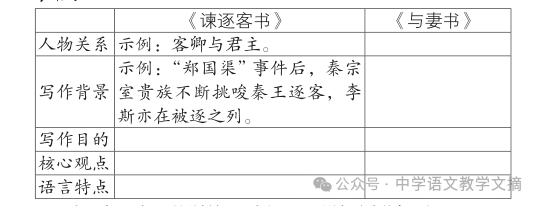 《谏逐客书》 《与妻书》
人物关系 示例：客卿与君主。
示例：“郑国渠”事件后，秦宗
写作背景 室贵族不断挑唆秦王逐客，李
斯亦在被逐之列。
写作目的
核心观点
语言特点
公众号·中学语文教学文摘